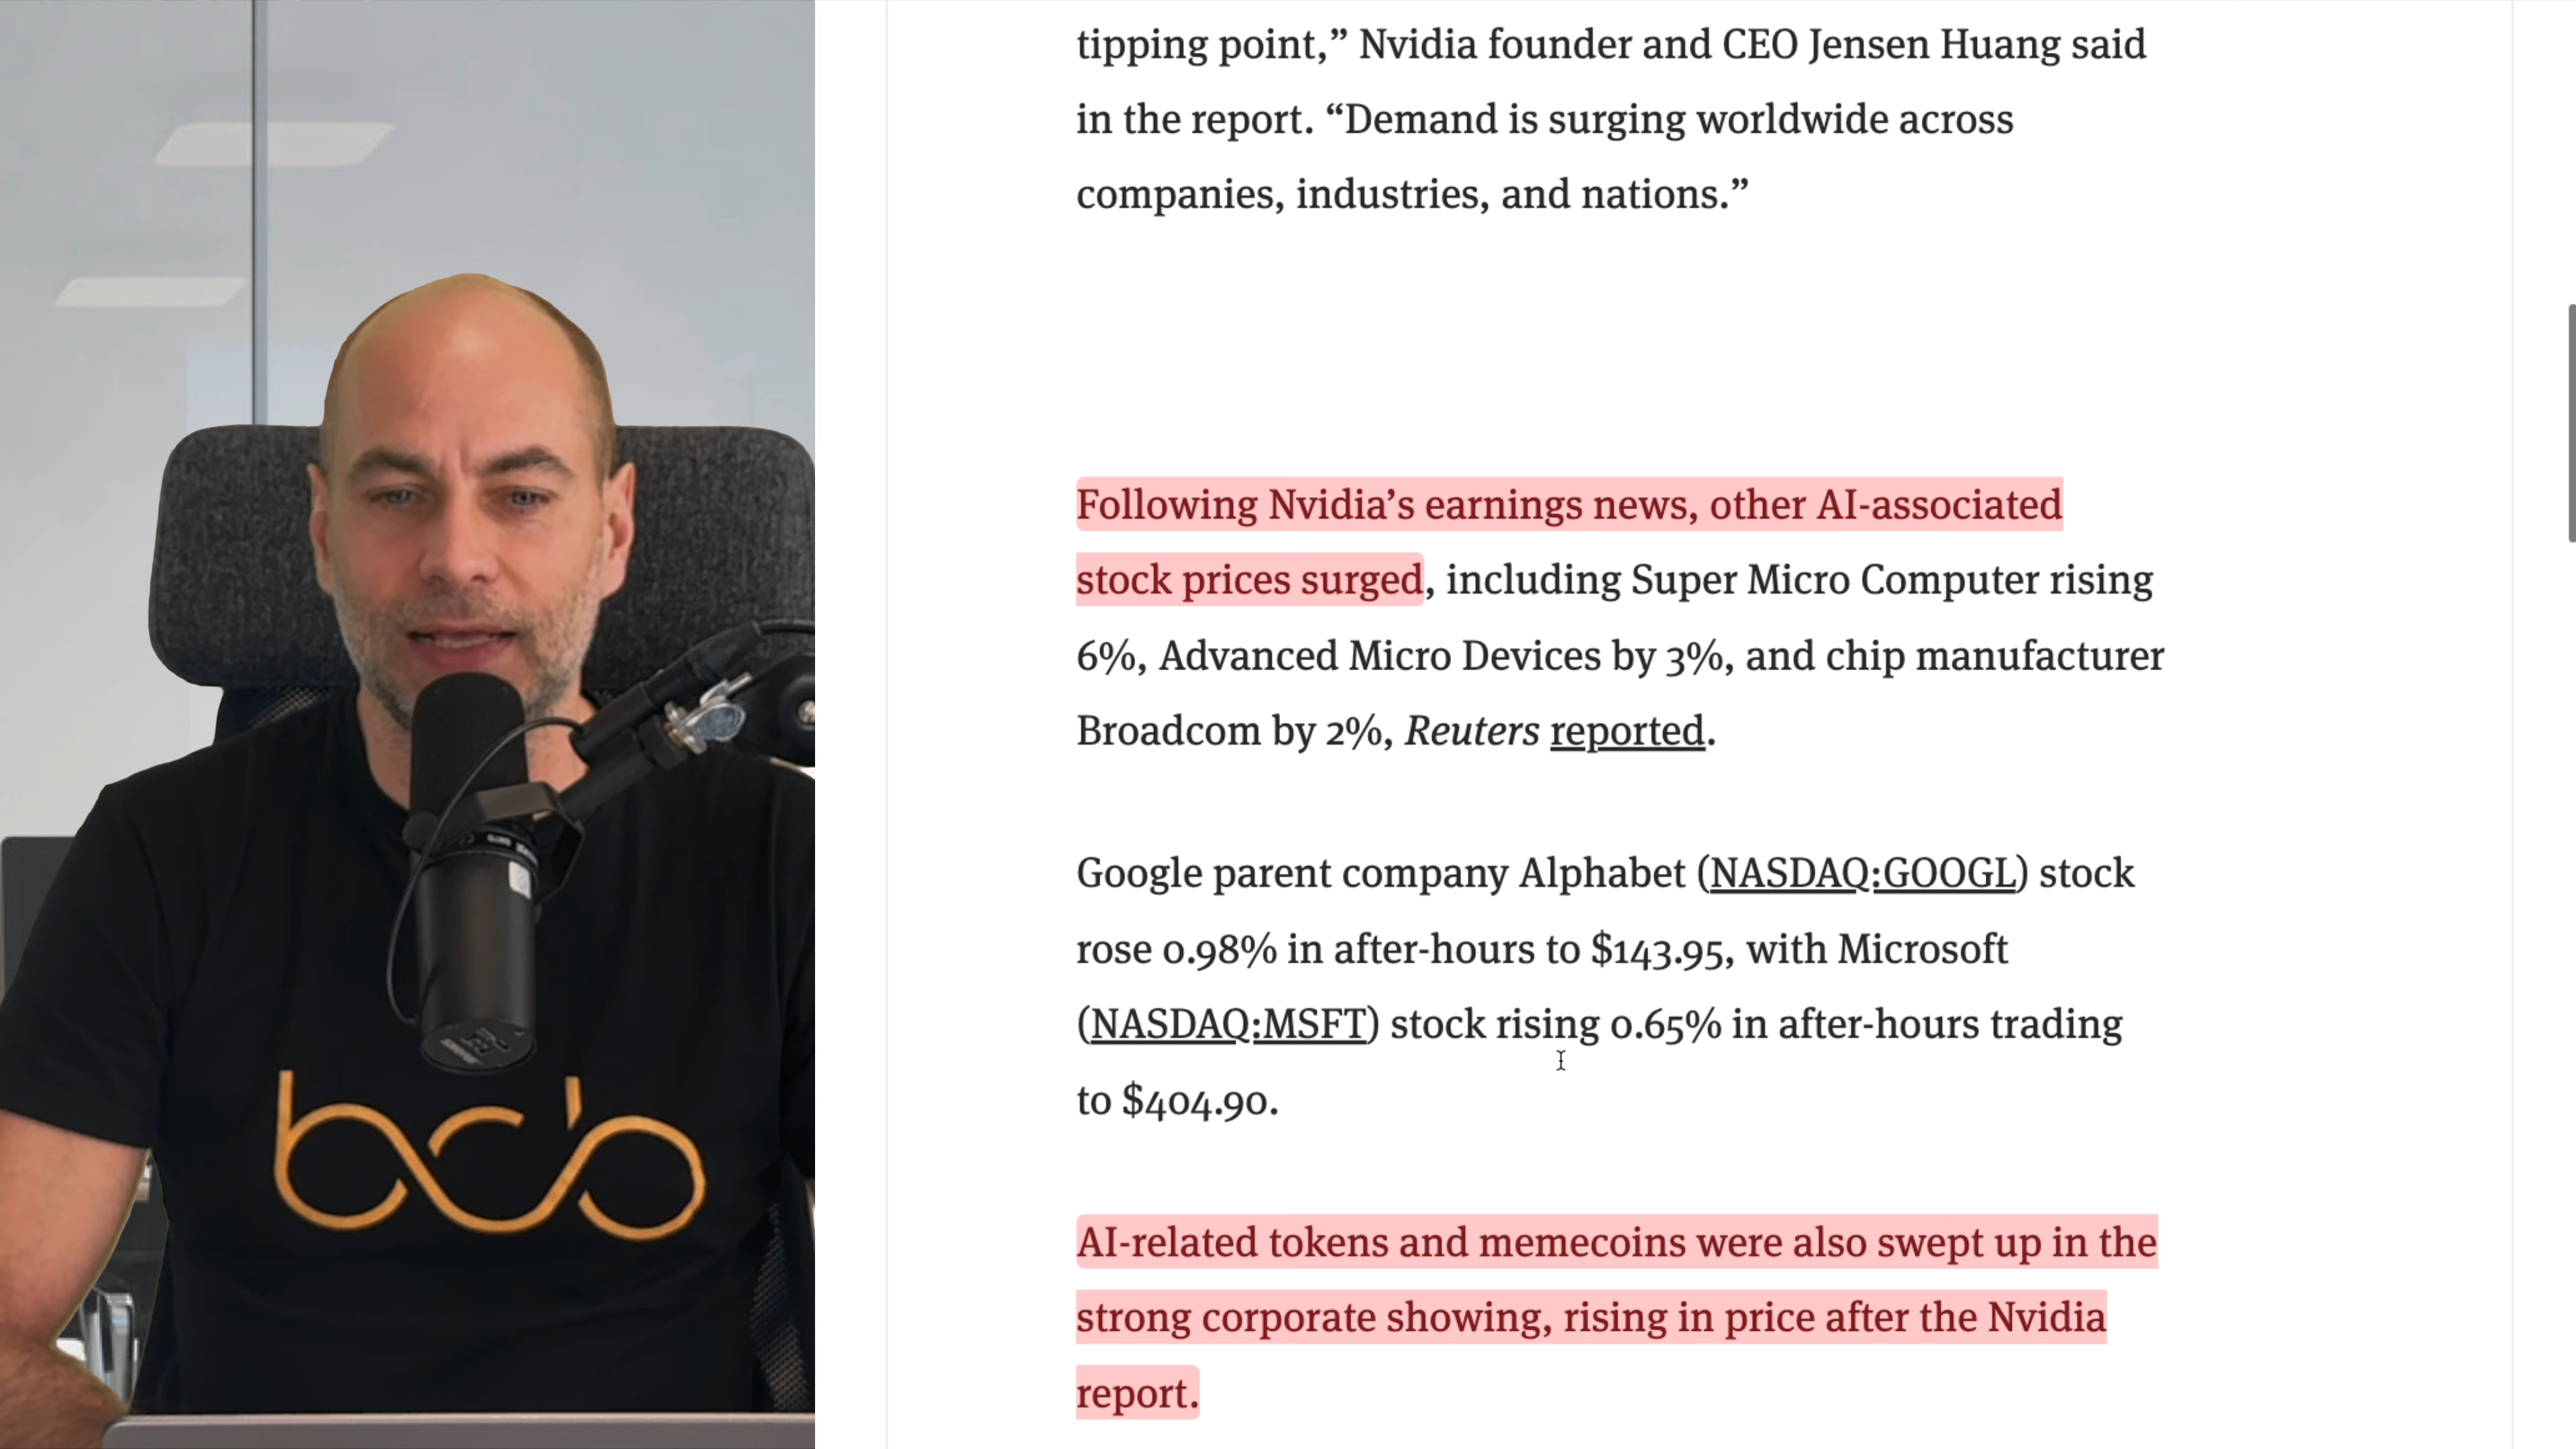 tipping point,” Nvidia founder and CEO Jensen Huang said
in the report. “Demand is surging worldwide across
companies, industries, and nations.”
Following Nvidia’s earnings news, other AI-associated
stock prices surged, including Super Micro Computer rising
6%, Advanced Micro Devices by 3%, and chip manufacturer
Broadcom by 2%, Reuters reported.
Google parent company Alphabet (NASDAQ:GOOGL) stock
rose 0.98% in after-hours to $143.95, with Microsoft
(NASDAQ:MSFT) stock rising 0.65% in after-hours trading
to $404.90.
AI-related tokens and memecoins were also swept up in the
strong corporate showing, rising in price after the Nvidia
report.
bcb